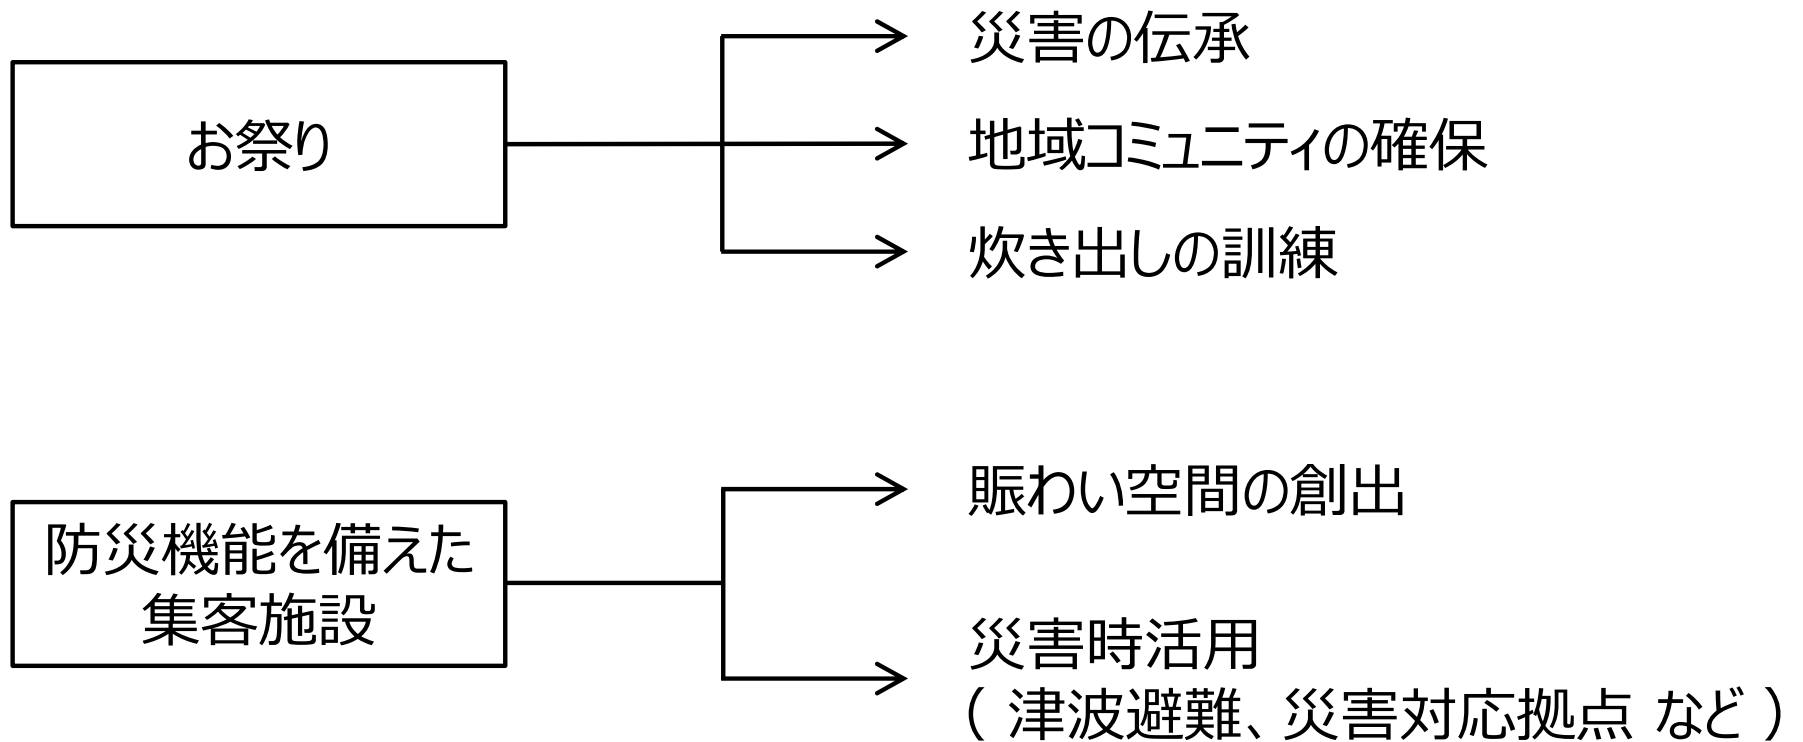 お祭り
災害の伝承
地域コミュニティの確保
炊き出しの訓練
防災機能を備えた
集客施設
賑わい空間の創出
災害時活用
（ 津波避難、災害対応拠点 など ）